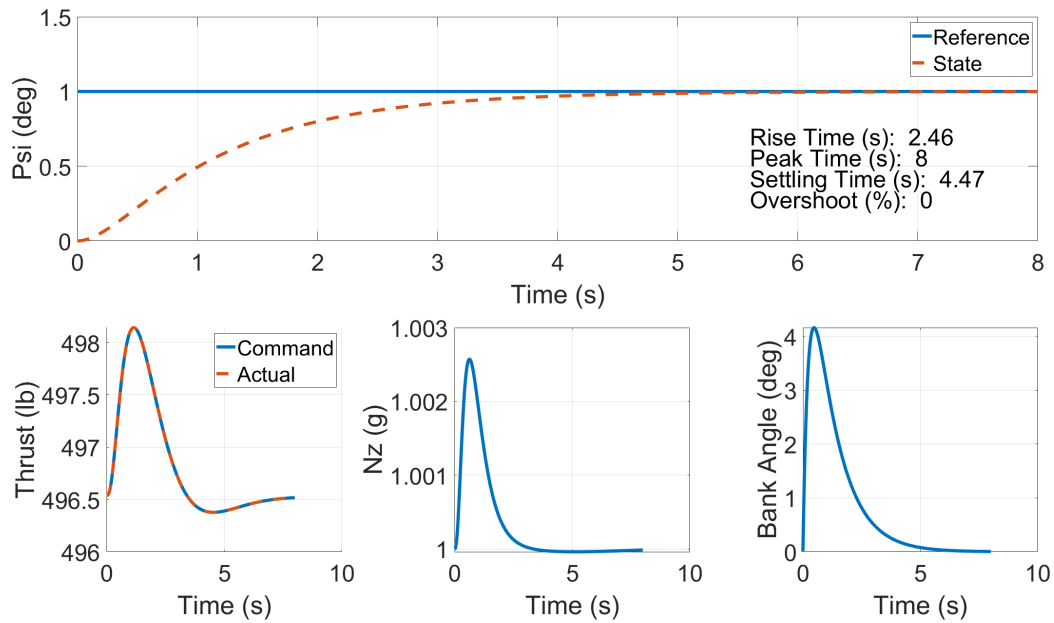 1.5
1
0.5
0
Psi (deg)
Reference
State
Rise Time (s): 2.46
Peak Time (s): 8
Settling Time (s): 4.47
Overshoot (%): 0
0 1 2 3 4 5 6 7 8
Time (s)
498
497.5
497
496.5
496
Thrust (lb)
Command
Actual
0 5 10
Time (s)
1.003
1.002
1.001
1
Nz (g)
0 5 10
Time (s)
4
3
2
1
0
Bank Angle (deg)
0 5 10
Time (s)